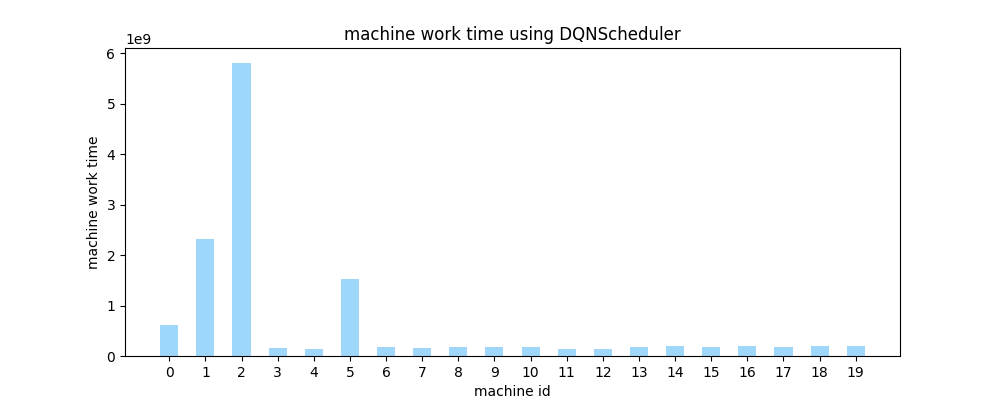 machine work time using DQNScheduler
1e9
6
5
4
3
2
1
0
machine work time
0 1 2 3 4 5 6 7 8 9 10 11 12 13 14 15 16 17 18 19
machine id